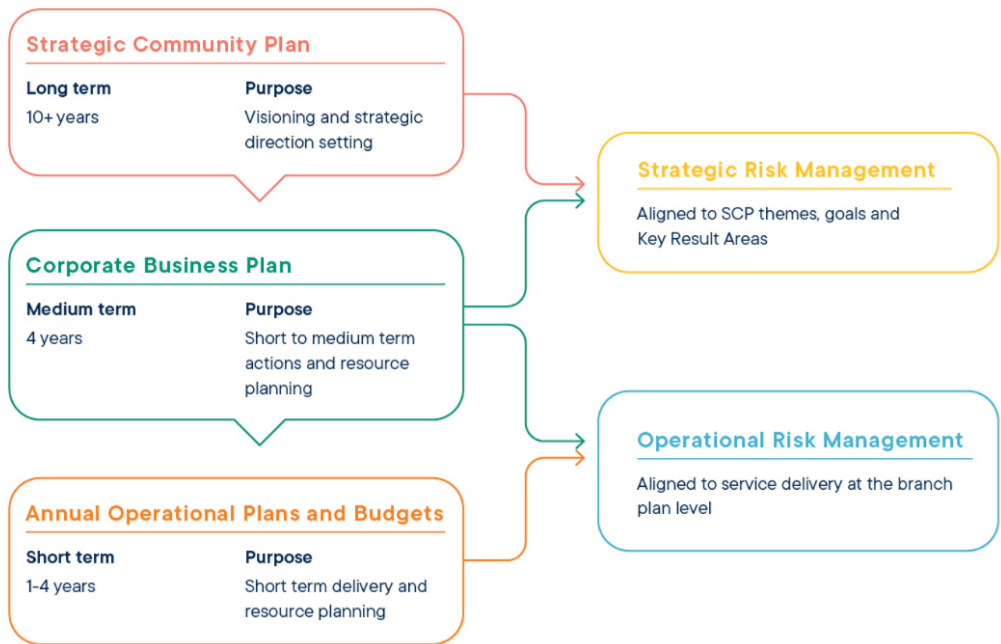 Strategic Community Plan
Long term
10+ years
Purpose
Visioning and strategic
direction setting
Corporate Business Plan
Medium term
4 years
Purpose
Short to medium term
actions and resource
planning
Annual Operational Plans and Budgets
Short term
1-4 years
Purpose
Short term delivery and
resource planning
Strategic Risk Management
Aligned to SCP themes, goals and
Key Result Areas
Operational Risk Management
Aligned to service delivery at the branch
plan level